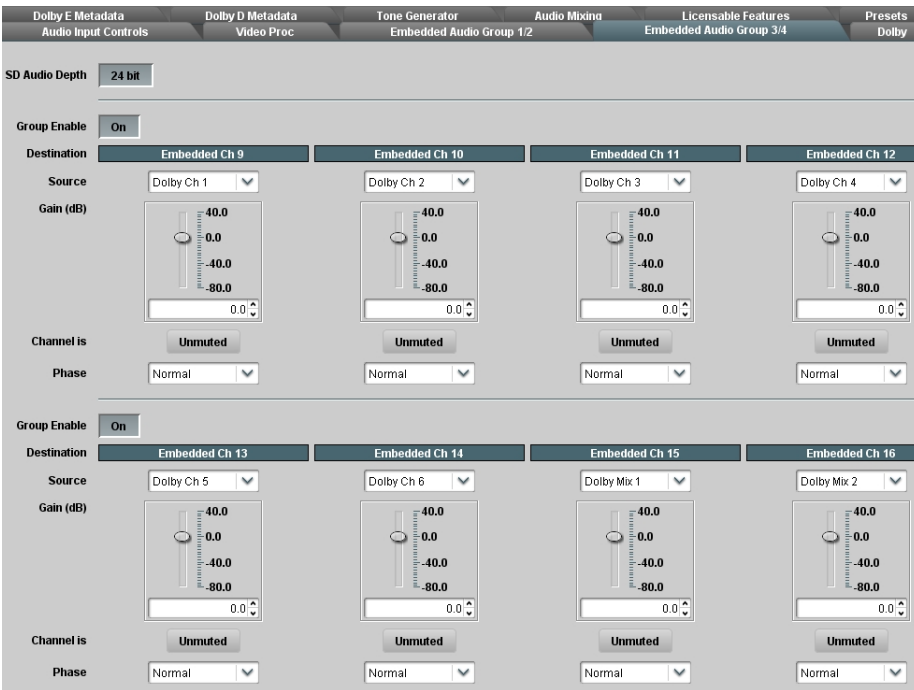 Dolby E Metadata Dolby D Metadata Tone Generator Audio Mixing Licensable Features Presets
Audio Input Controls Video Proc Embedded Audio Group 1/2 Embedded Audio Group 3/4 Dolby
SD Audio Depth 24 bit
Group Enable On
Destination Embedded Ch 9 Embedded Ch 10 Embedded Ch 11 Embedded Ch 12
Source Dolby Ch 1 Dolby Ch 2 Dolby Ch 3 Dolby Ch 4
Gain (dB) 40.0 40.0 40.0 40.0
0.0 0.0 0.0 0.0
-40.0 -40.0 -40.0 -40.0
-80.0 -80.0 -80.0 -80.0
0.0 0.0 0.0 0.0
Channel is Unmuted Unmuted Unmuted Unmuted
Phase Normal Normal Normal Normal
Group Enable On
Destination Embedded Ch 13 Embedded Ch 14 Embedded Ch 15 Embedded Ch 16
Source Dolby Ch 5 Dolby Ch 6 Dolby Mix 1 Dolby Mix 2
Gain (dB) 40.0 40.0 40.0 40.0
0.0 0.0 0.0 0.0
-40.0 -40.0 -40.0 -40.0
-80.0 -80.0 -80.0 -80.0
0.0 0.0 0.0 0.0
Channel is Unmuted Unmuted Unmuted Unmuted
Phase Normal Normal Normal Normal